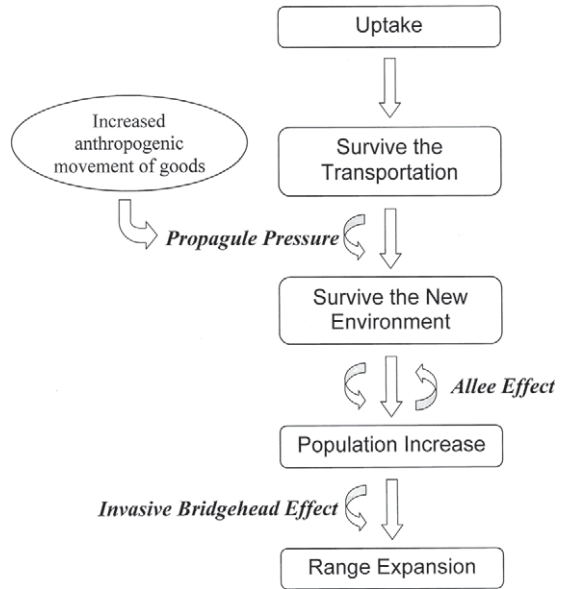 Uptake
Increased
anthropogenic
movement of goods
Survive the
Transportation
Propagule Pressure
Survive the New
Environment
Allee Effect
Population Increase
Invasive Bridgehead Effect
Range Expansion